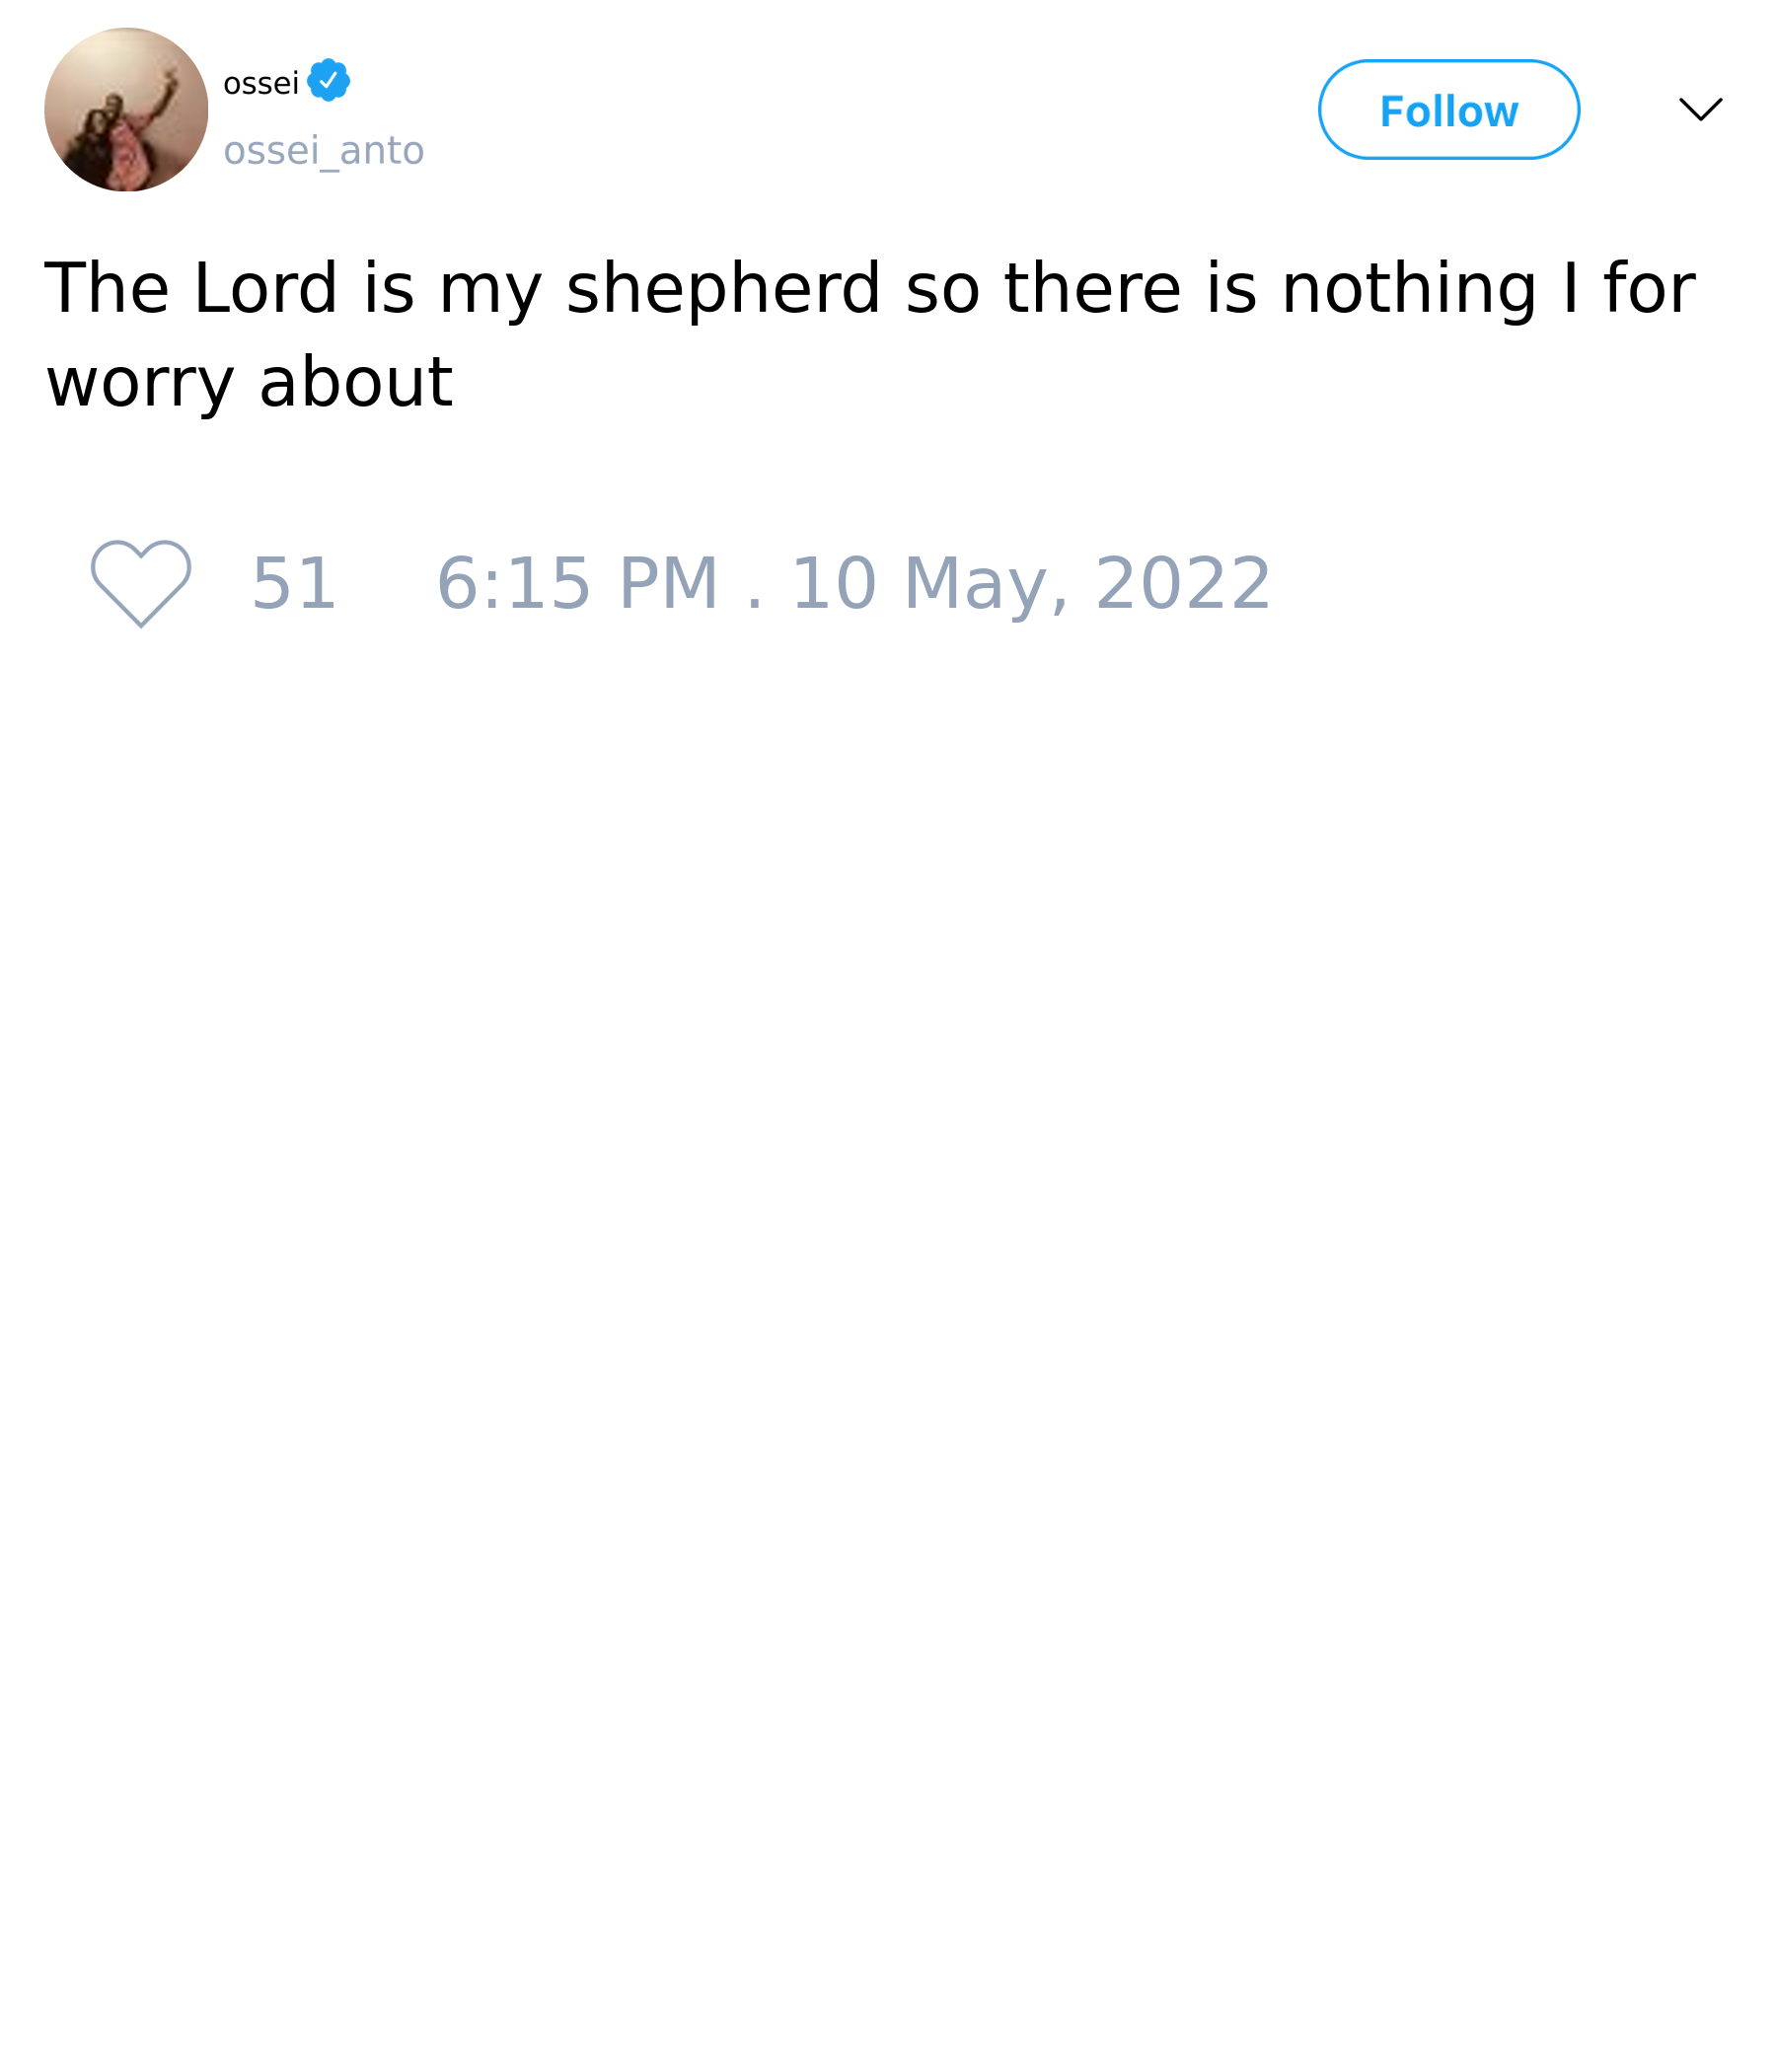 ossei
ossei_anto
Follow
The Lord is my shepherd so there is nothing I for
worry about
51 6:15 PM . 10 May, 2022